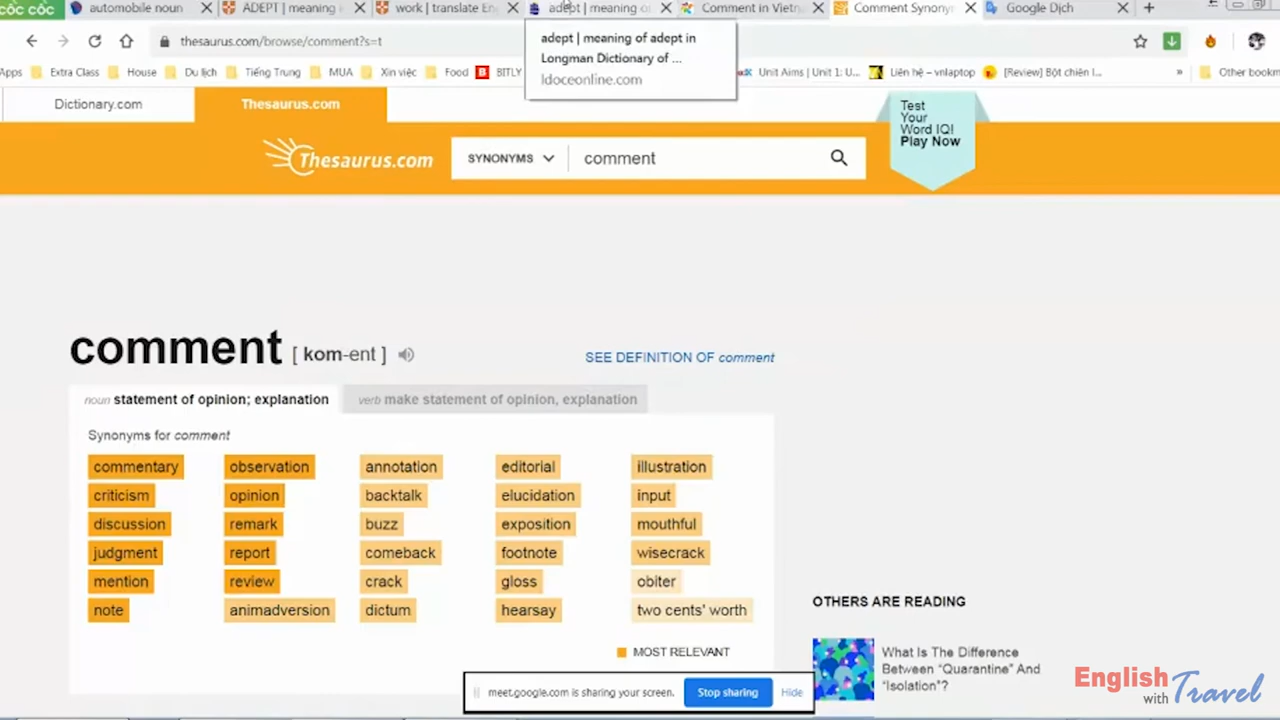 cốc cốc
automobile noun
ADEPT | meaning
work | translate En
adept | meaning of
Comment in Vietn
Comment Synony
Google Dịch
thesaurus.com/browse/comment?s=t
adept | meaning of adept in
Longman Dictionary of ...
ldoceonline.com
Apps
Extra Class
House
Du lịch
Tiếng Trung
MUA
Xin việc
Food
BITLY
Unit Aims | Unit 1: U...
Liên hệ – vnlaptop
[Review] Bột chiên l...
»
Other bookm
Dictionary.com
Thesaurus.com
Test
Your
Word IQ!
Play Now
Thesaurus.com
SYNONYMS
comment
comment [ kom-ent ]
SEE DEFINITION OF comment
noun statement of opinion; explanation
verb make statement of opinion, explanation
Synonyms for comment
commentary observation annotation editorial illustration
criticism opinion backtalk elucidation input
discussion remark buzz exposition mouthful
judgment report comeback footnote wisecrack
mention review crack gloss obiter
note animadversion dictum hearsay two cents' worth
MOST RELEVANT
OTHERS ARE READING
What Is The Difference
Between “Quarantine” And
“Isolation”?
meet.google.com is sharing your screen.
Stop sharing
Hide
English
with Travel